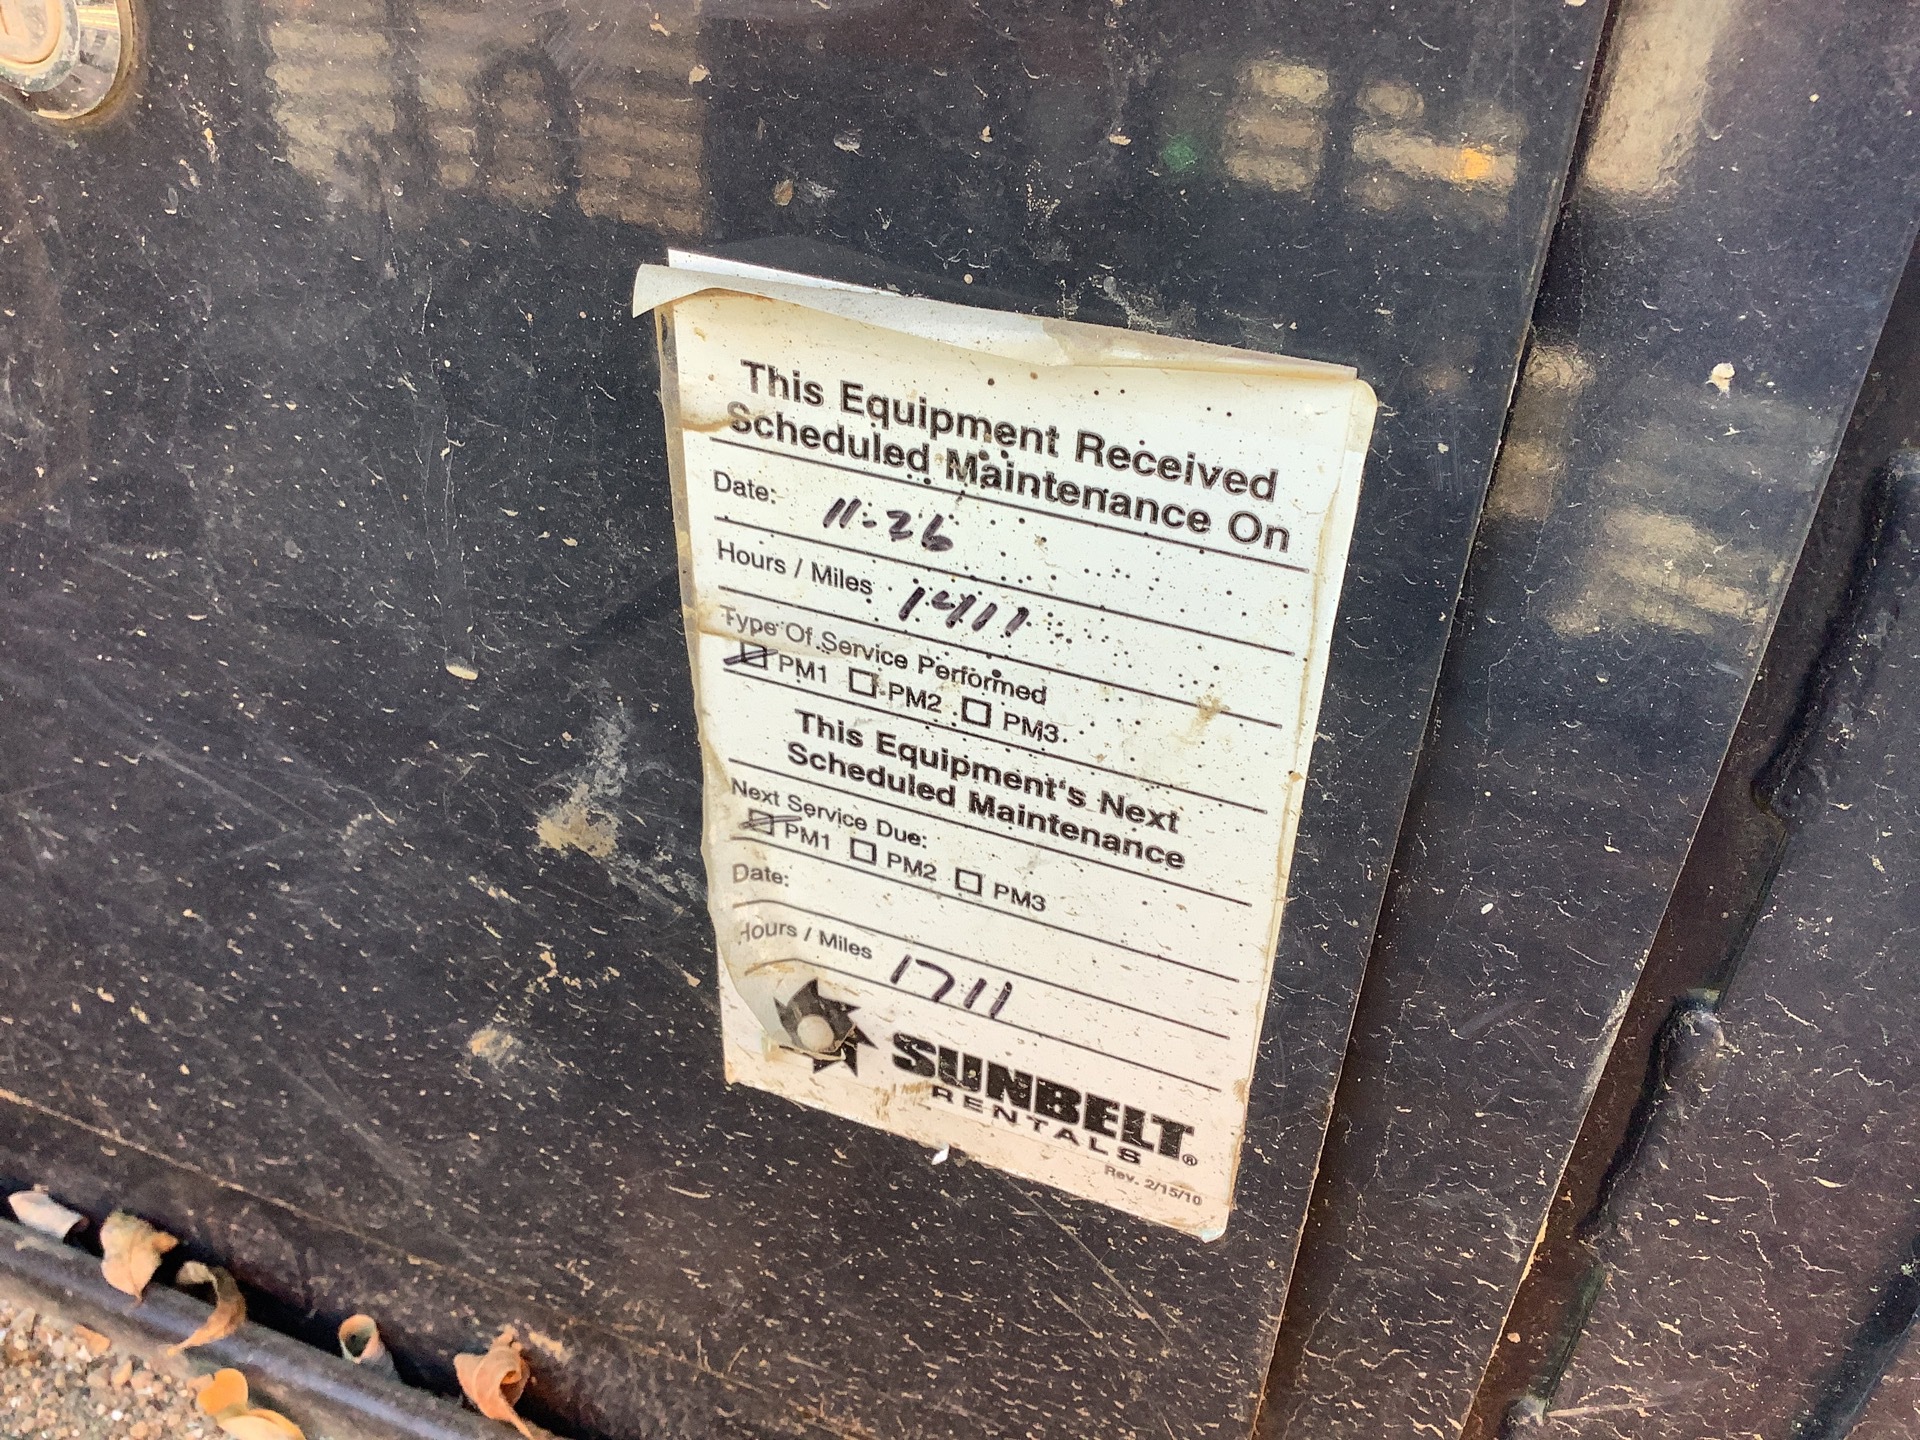 This Equipment Received
Scheduled Maintenance On
Date: 11-26
Hours / Miles 1411
Type Of Service Performed
PM1 PM2 PM3
This Equipment's Next
Scheduled Maintenance
Next Service Due:
PM1 PM2 PM3
Date:
Hours / Miles 1711
SUNBELT®
RENTALS
Rev. 2/15/10